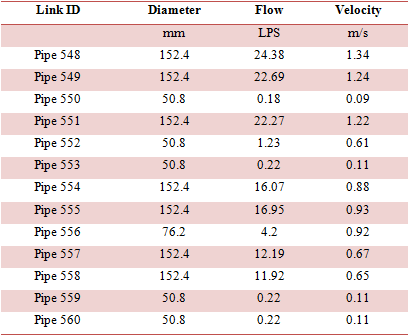 Link ID Diameter Flow Velocity
mm LPS m/s
Pipe 548 152.4 24.38 1.34
Pipe 549 152.4 22.69 1.24
Pipe 550 50.8 0.18 0.09
Pipe 551 152.4 22.27 1.22
Pipe 552 50.8 1.23 0.61
Pipe 553 50.8 0.22 0.11
Pipe 554 152.4 16.07 0.88
Pipe 555 152.4 16.95 0.93
Pipe 556 76.2 4.2 0.92
Pipe 557 152.4 12.19 0.67
Pipe 558 152.4 11.92 0.65
Pipe 559 50.8 0.22 0.11
Pipe 560 50.8 0.22 0.11